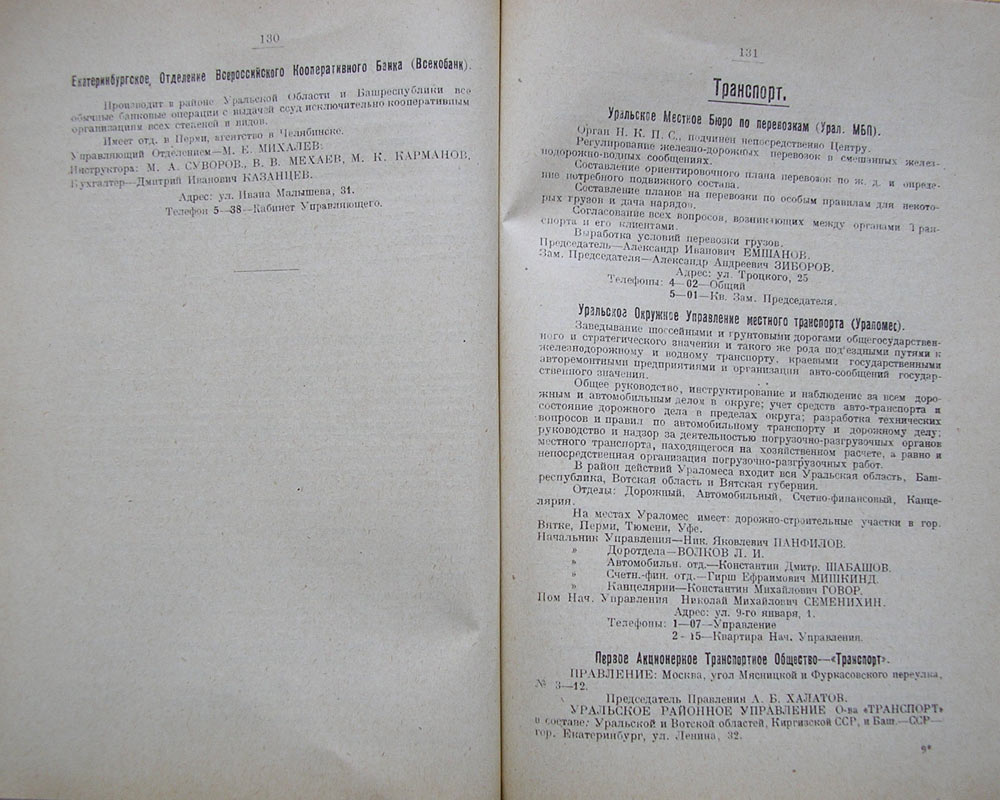 130
Екатеринбургское, Отделение Всероссийского Кооперативного Банка (Всекобанк).
Производит в районе Уральской Области и Башреспублики все
обычные банковые операции с выдачей ссуд исключительно кооперативным
организациям всех степеней и видов.
Имеет отд. в Перми, агентство в Челябинске.
Управляющий Отделением—М. Е. МИХАЛЕВ:
Инструктора: М. А. СУВОРОВ, В. В. МЕХАЕВ, М. К. КАРМАНОВ,
Бухгалтер—Дмитрий Иванович КАЗАНЦЕВ.
Адрес: ул. Ивана Малышева, 31.
Телефон 5—38—Кабинет Управляющего.
131
Транспорт.
Уральское Местное Бюро по перевозкам (Урал. МБП).
Орган Н. К. П. С., подчинен непосредственно Центру.
Регулирование железно-дорожных перевозок в смешанных желез-
подорожно-водных сообщениях.
Составление ориентировочного плана перевозок по ж. д. и опреде-
ние потребного подвижного состава.
Составление планов на перевозки по особым правилам для некото-
рых грузов и дача нарядов.
Согласование всех вопросов, возникающих между органами Тран-
спорта и его клиентами.
Выработка условий перевозки грузов.
Председатель—Александр Иванович ЕМШАНОВ.
Зам. Председателя—Александр Андреевич ЗИБОРОВ.
Адрес: ул. Троцкого, 25
Телефоны: 4—02—Общий
5—01—Кв. Зам. Председателя.
Уральское Окружное Управление местного транспорта (Ураломес).
Заведывание шоссейными и грунтовыми дорогами общегосударствен-
ного и стратегического значения и такого же рода под'ездными путями к
железнодорожному и водному транспорту, краевыми государственными
авторемонтными предприятиями и организации авто-сообщений государ-
ственного значения.
Общее руководство, инструктирование и наблюдение за всем доро-
жным и автомобильным делом в округе; учет средств авто-транспорта и
состояние дорожного дела в пределах округа; разработка технических
вопросов и правил по автомобильному транспорту и дорожному делу;
руководство и надзор за деятельностью погрузочно-разгрузочных органов
местного транспорта, находящегося на хозяйственном расчете, а равно и
непосредственная организация погрузочно-разгрузочных работ.
В район действий Ураломеса входит вся Уральская область, Баш-
республика, Вотская область и Вятская губерния.
Отделы: Дорожный, Автомобильный, Счетно-финансовый, Канце-
лярия.
На местах Ураломес имеет: дорожно-строительные участки в гор.
Вятке, Перми, Тюмени, Уфе.
Начальник Управления—Ник. Яковлевич ПАНФИЛОВ.
» Доротдела—ВОЛКОВ Л. И.
» Автомобильн. отд.—Константин Дмитр. ШАБАШОВ.
» Счетн.-фин. отд.—Гирш Ефраимович МИШКИНД.
» Канцелярии—Константин Михайлович ГОВОР.
Пом Нач. Управления Николай Михайлович СЕМЕНИХИН.
Адрес: ул. 9-го января, 1.
Телефоны: 1—07—Управление
2-15—Квартира Нач. Управления.
Первое Акционерное Транспортное Общество—«Транспорт».
ПРАВЛЕНИЕ: Москва, угол Мясницкой и Фуркасовского переулка,
№ 3—12.
Председатель Правления А. Б. ХАЛАТОВ.
УРАЛЬСКОЕ РАЙОННОЕ УПРАВЛЕНИЕ О-ва «ТРАНСПОРТ»
в составе: Уральской и Вотской областей, Киргизской ССР, и Баш.—ССР—
гор. Екатеринбург, ул. Ленина, 32.
9*